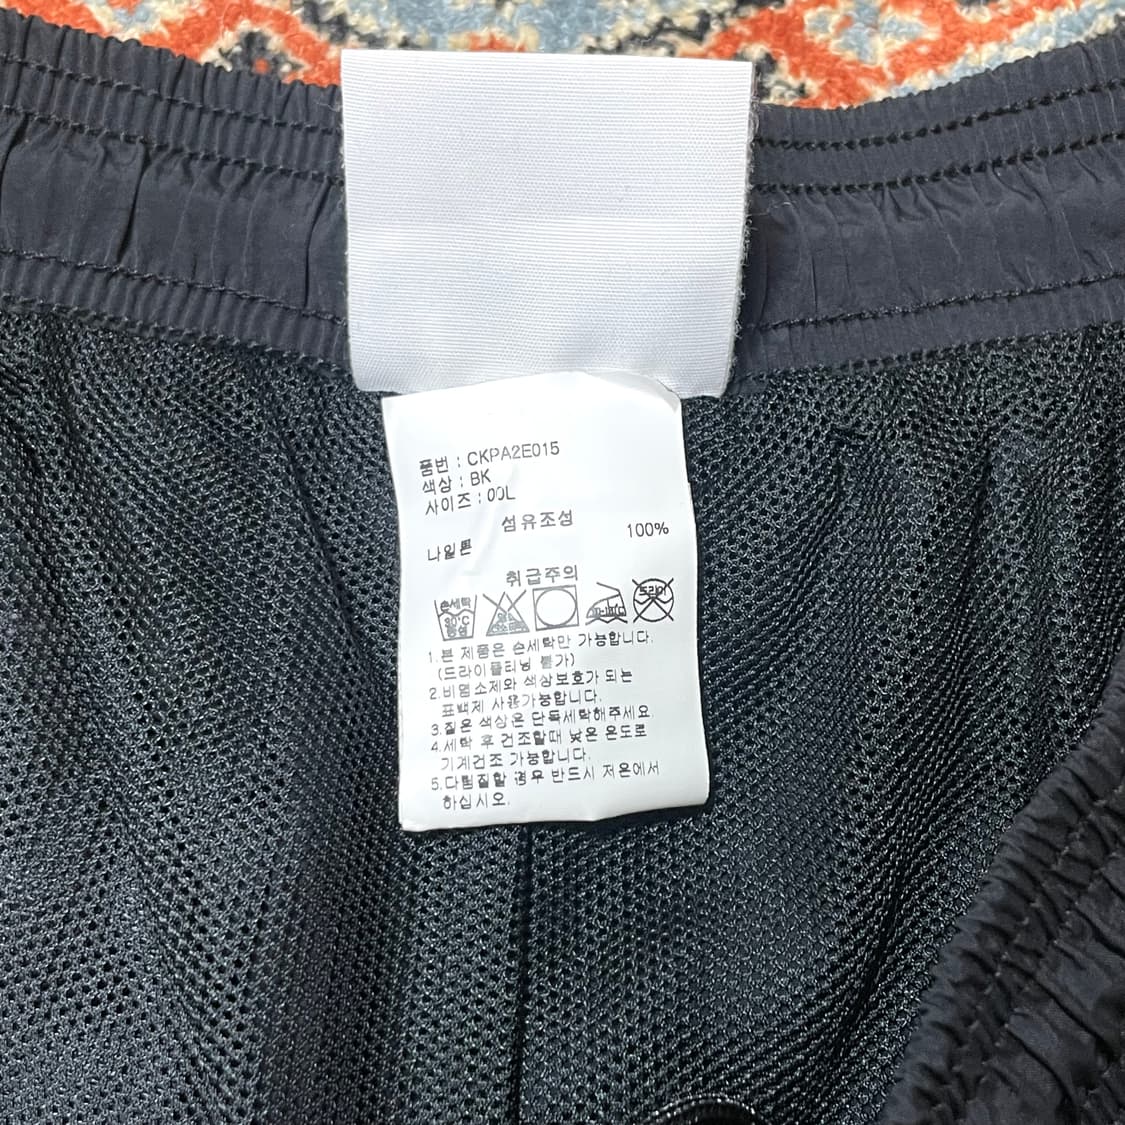 품번 : CKPA2E015
색상 : BK
사이즈 : 00L
섬유조성
나일론 100%
취급주의
손세탁 30℃ 중성
염소 드라이
1.본 제품은 손세탁만 가능합니다.
(드라이클리닝 불가)
2.비염소제와 색상보호가 되는
표백제 사용가능합니다.
3.짙은 색상은 단독세탁해주세요.
4.세탁 후 건조할때 낮은 온도로
기계건조 가능합니다.
5.다림질할 경우 반드시 저온에서
하십시오.